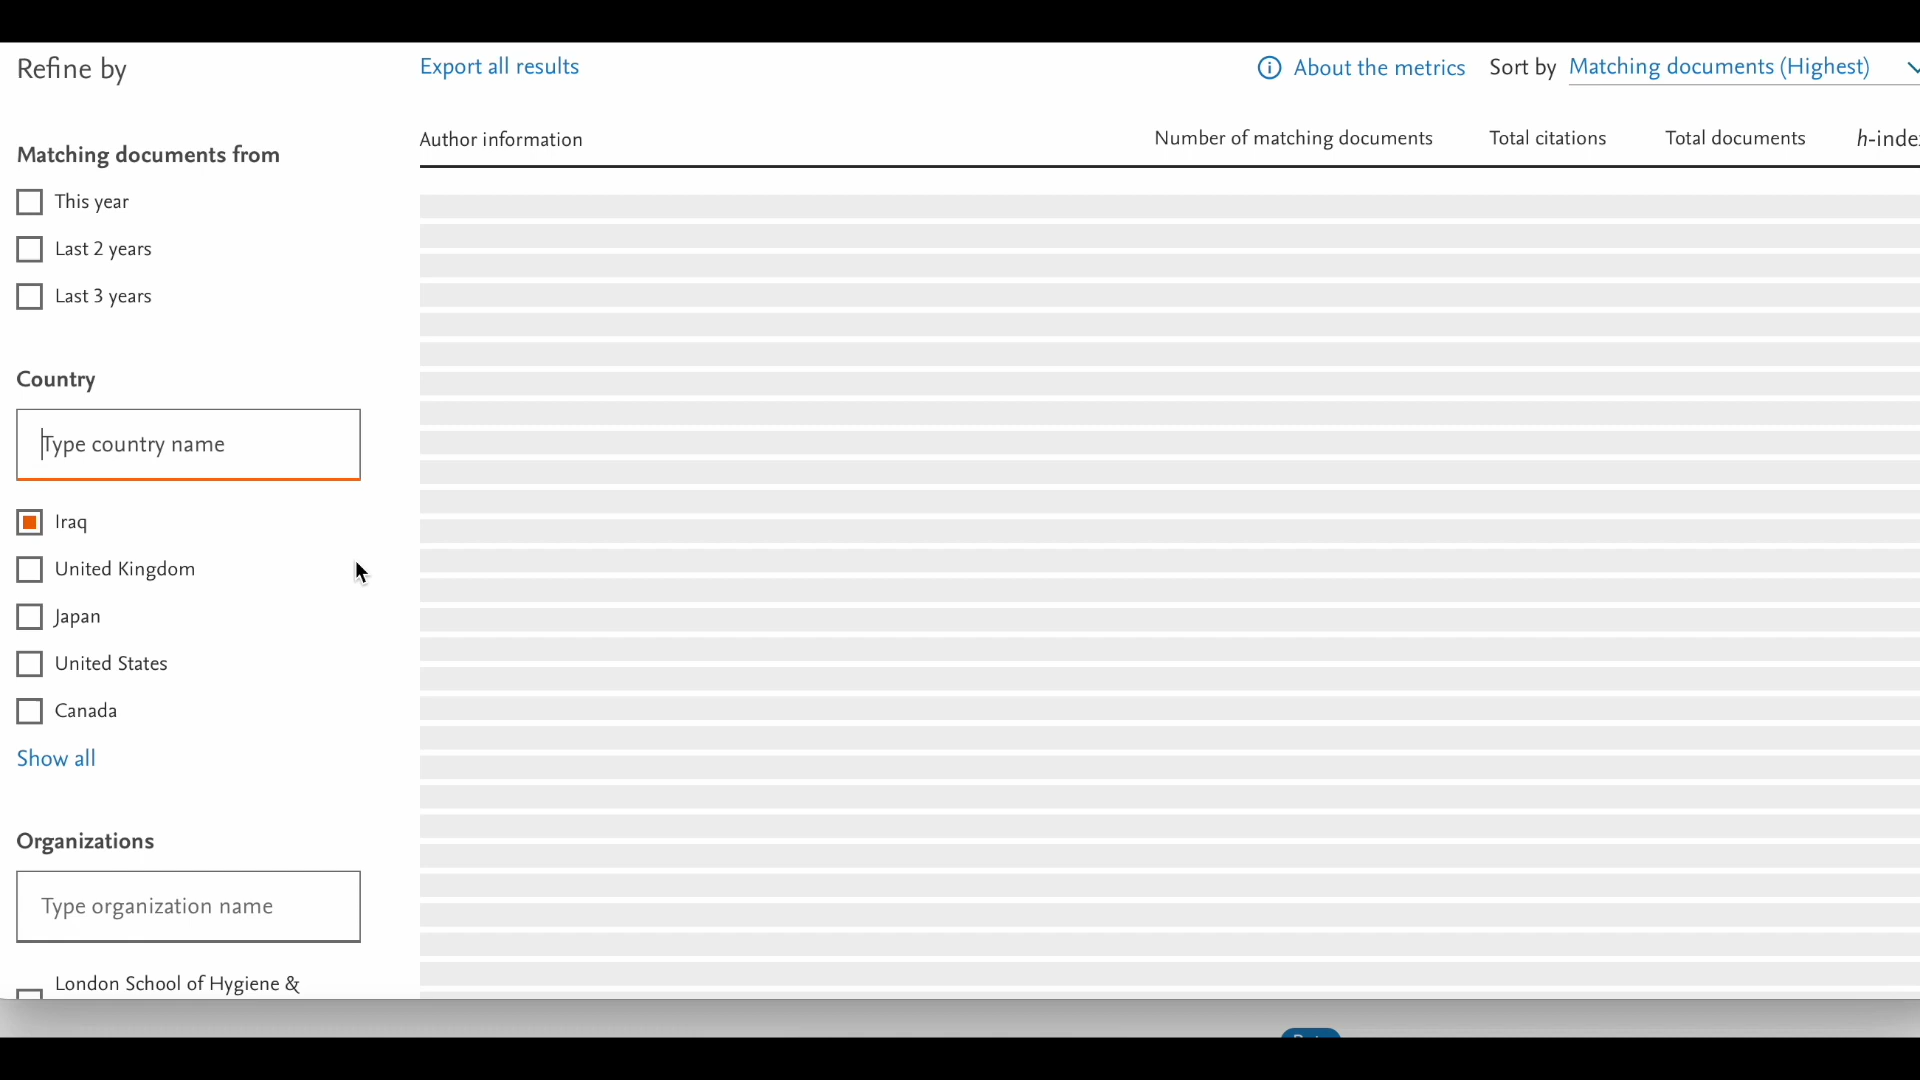 Refine by
Export all results
About the metrics
Sort by
Matching documents (Highest)
Author information
Number of matching documents
Total citations
Total documents
Matching documents from
This year
Last 2 years
Last 3 years
Country
Type country name
Iraq
United Kingdom
Japan
United States
Canada
Show all
Organizations
Type organization name
London School of Hygiene &